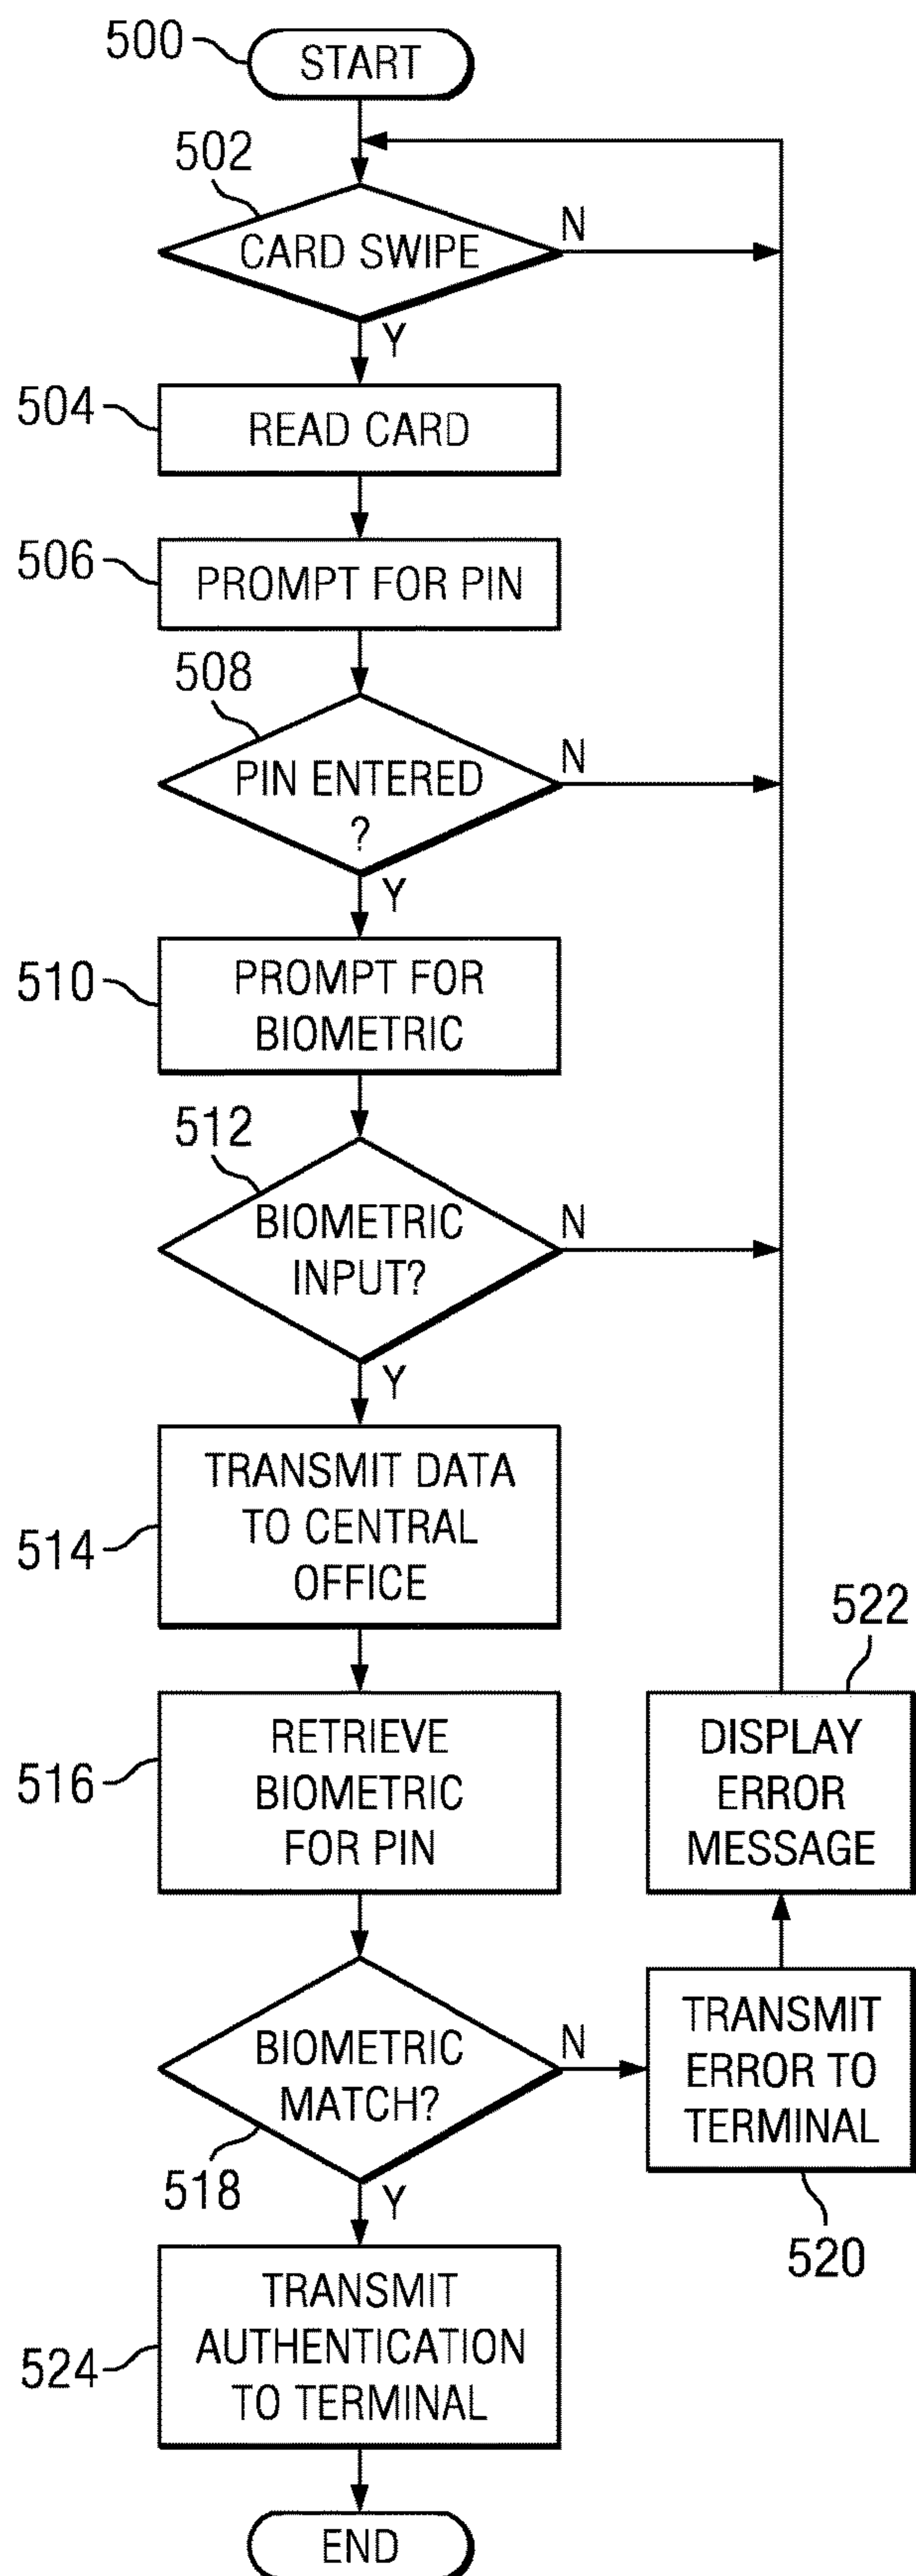 500
START
502
CARD SWIPE
N
Y
504
READ CARD
506
PROMPT FOR PIN
508
PIN ENTERED
?
N
Y
510
PROMPT FOR
BIOMETRIC
512
BIOMETRIC
INPUT?
N
Y
514
TRANSMIT DATA
TO CENTRAL
OFFICE
516
RETRIEVE
BIOMETRIC
FOR PIN
522
DISPLAY
ERROR
MESSAGE
BIOMETRIC
MATCH?
518
N
Y
TRANSMIT
ERROR TO
TERMINAL
520
524
TRANSMIT
AUTHENTICATION
TO TERMINAL
END